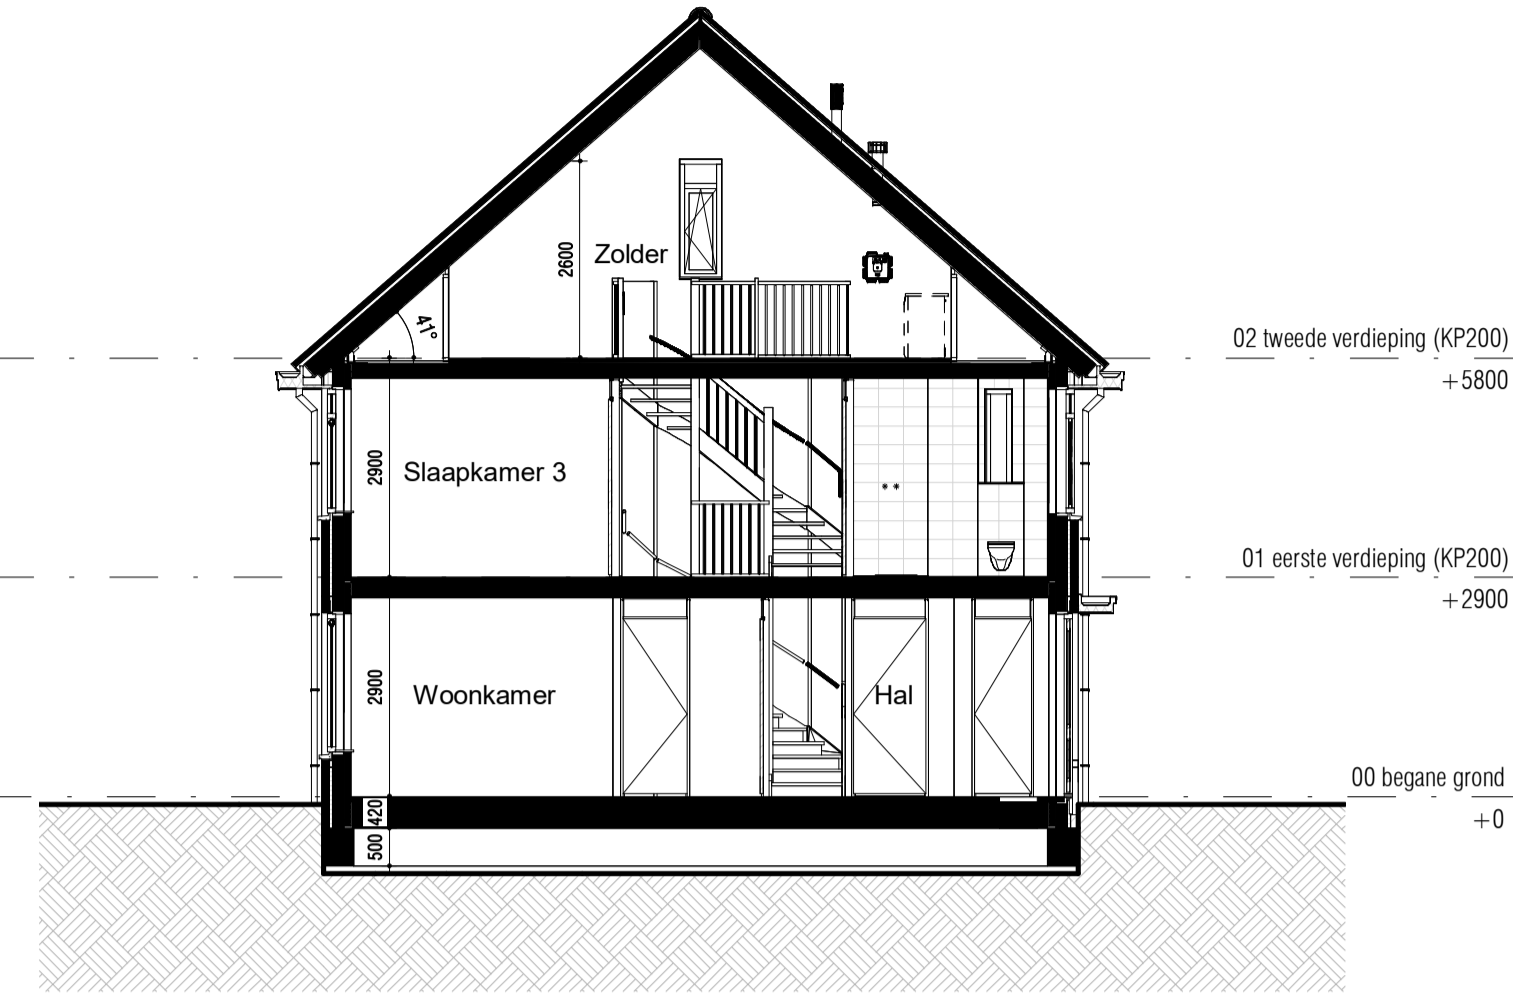 2600
Zolder
41°
02 tweede verdieping (KP200)
+5800
2900
Slaapkamer 3
01 eerste verdieping (KP200)
+2900
2900
Woonkamer
Hal
00 begane grond
+0
420
500